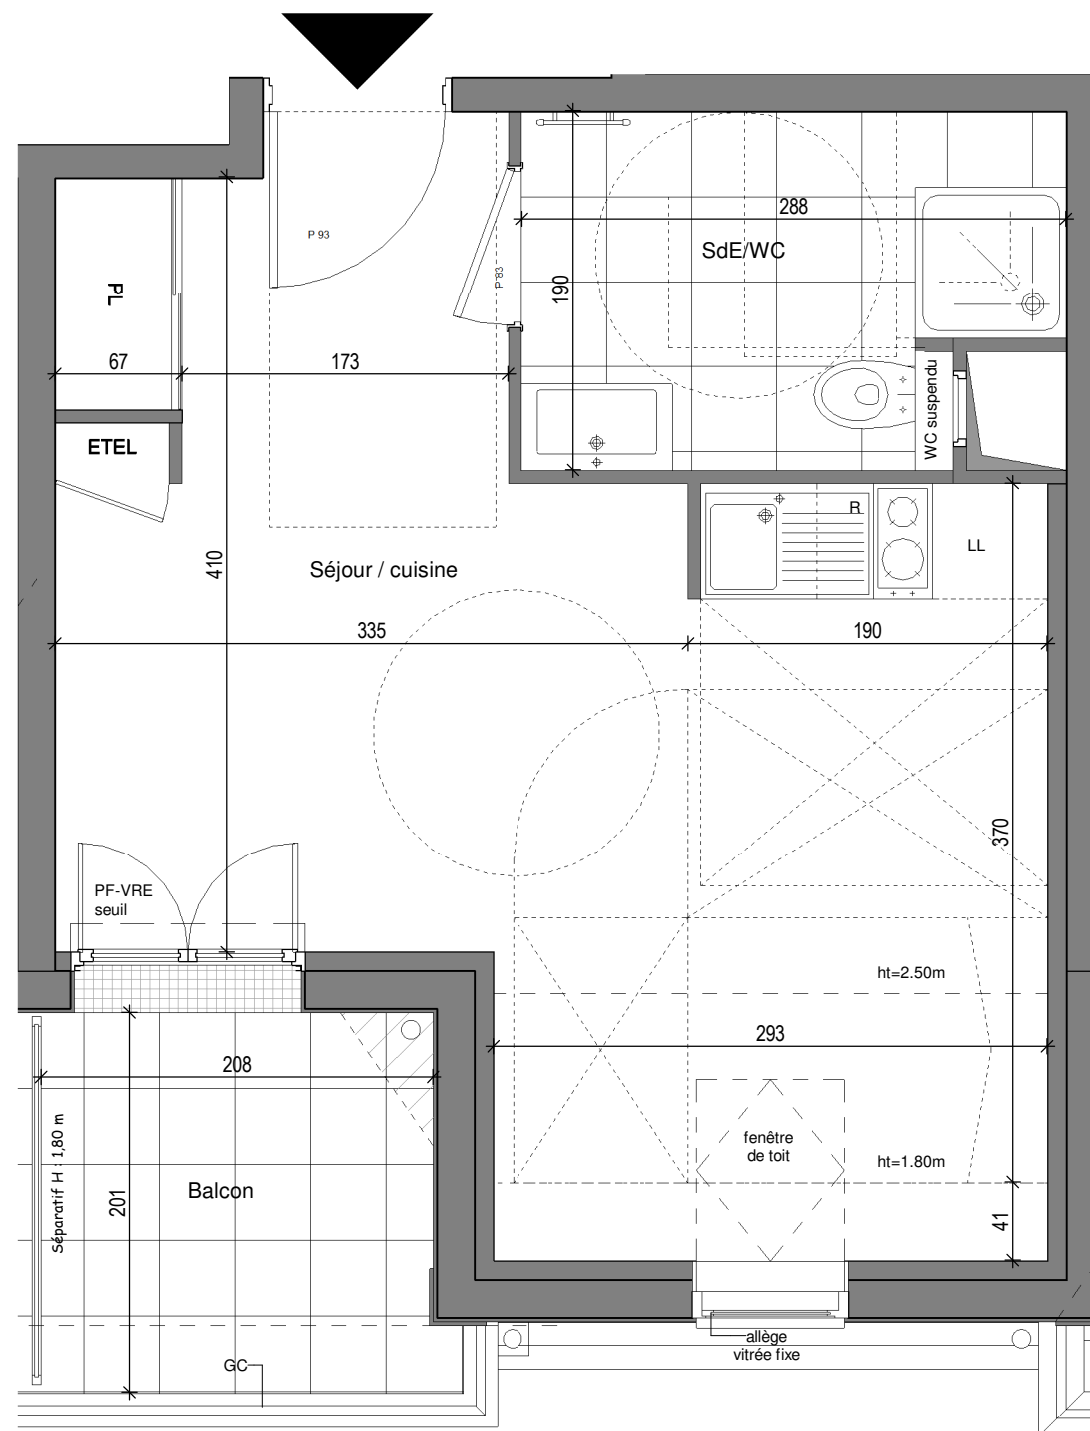 P 93
P 83
288
SdE/WC
190
PL
67
173
WC suspendu
ETEL
R
LL
410
Séjour / cuisine
335
190
370
PF-VRE
seuil
ht=2.50m
293
208
fenêtre
de toit
ht=1.80m
Séparatif H : 1,80 m
201
Balcon
41
allège
vitrée fixe
GC